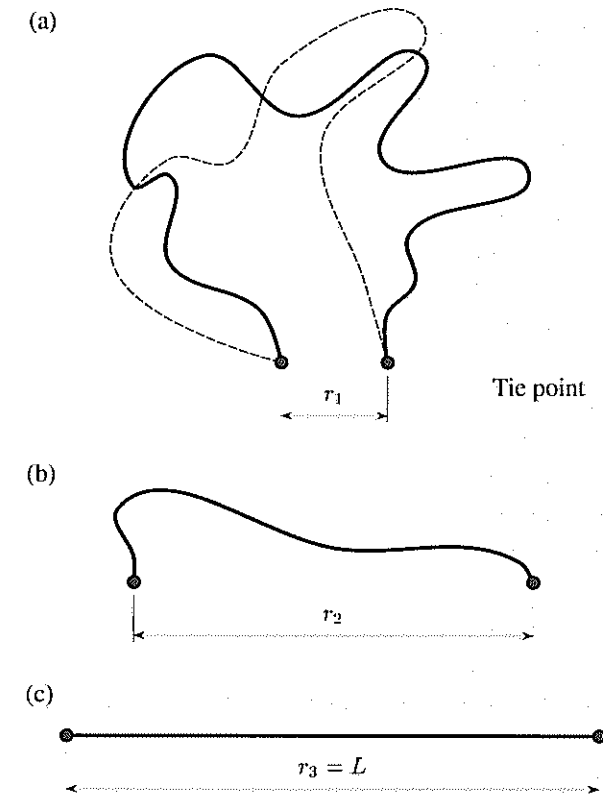 (a)
r₁
Tie point
(b)
r₂
(c)
r₃ = L